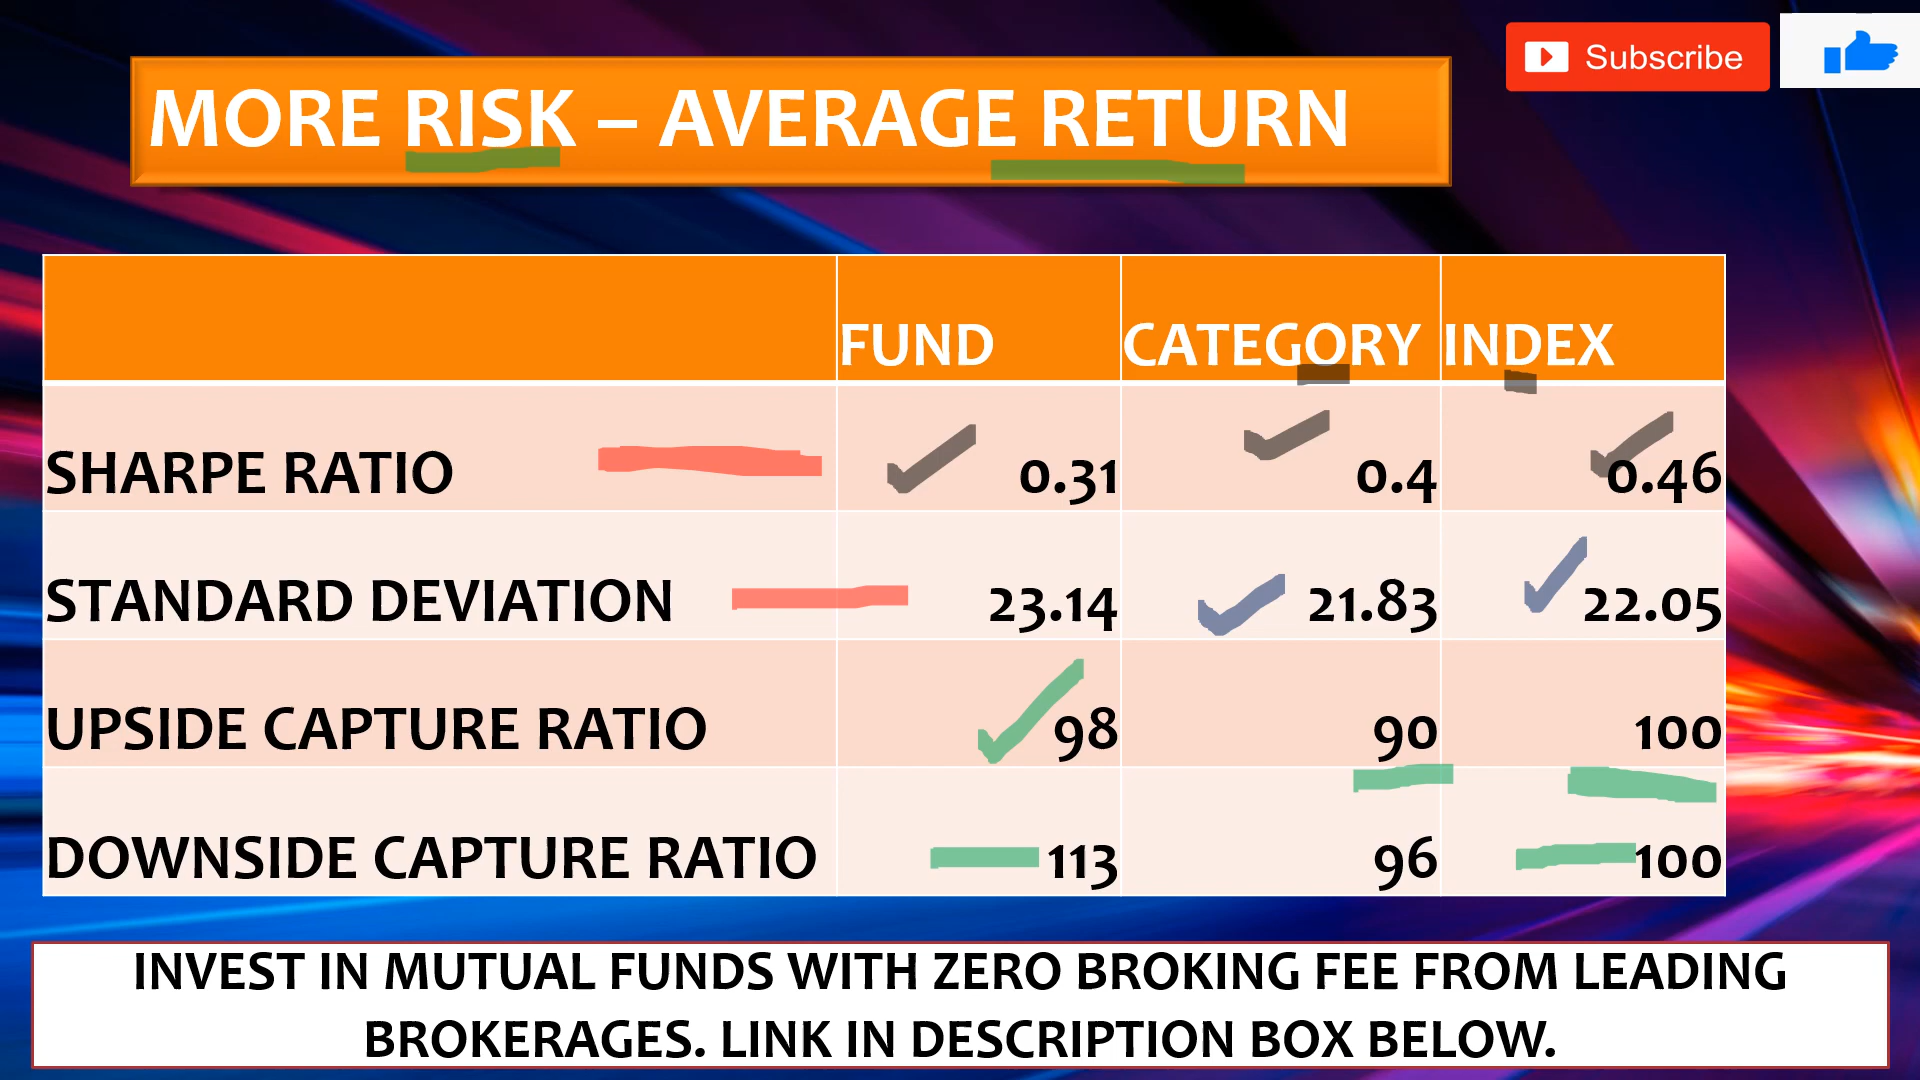 Subscribe
MORE RISK – AVERAGE RETURN
FUND CATEGORY INDEX
SHARPE RATIO 0.31 0.4 0.46
STANDARD DEVIATION 23.14 21.83 22.05
UPSIDE CAPTURE RATIO 98 90 100
DOWNSIDE CAPTURE RATIO 113 96 100
INVEST IN MUTUAL FUNDS WITH ZERO BROKING FEE FROM LEADING
BROKERAGES. LINK IN DESCRIPTION BOX BELOW.